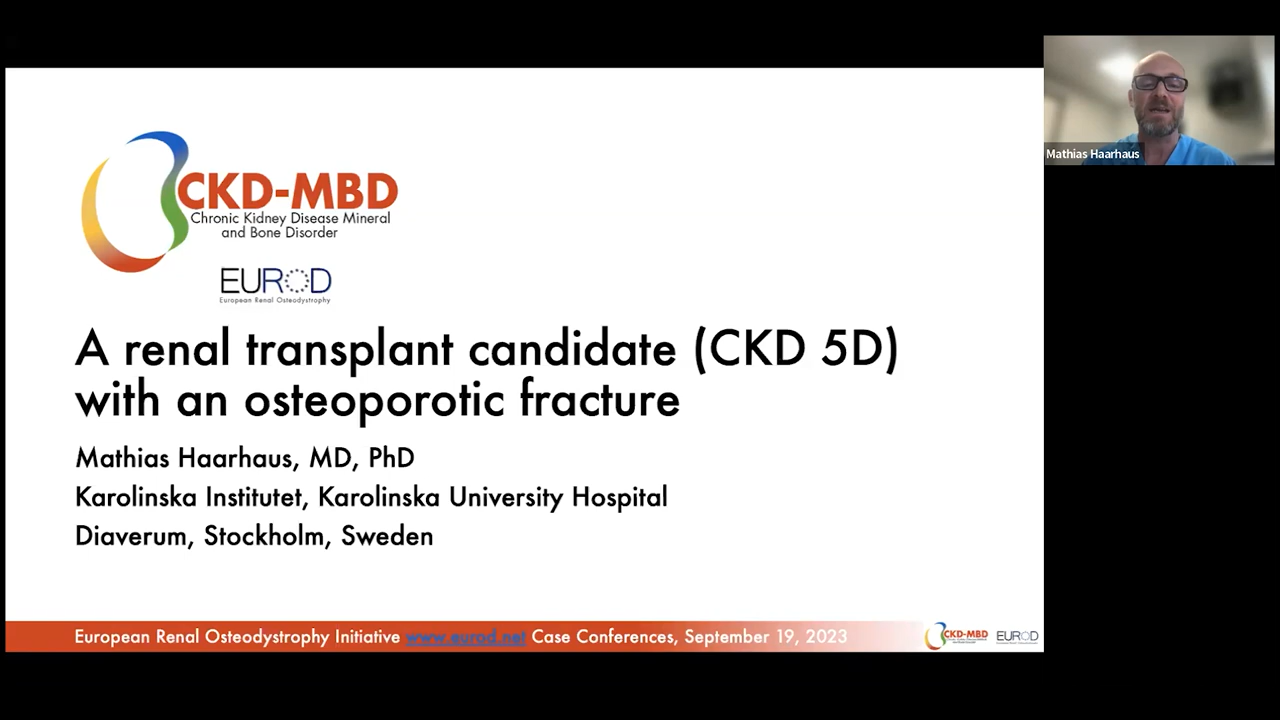 CKD-MBD
Chronic Kidney Disease Mineral
and Bone Disorder
EUROD
European Renal Osteodystrophy
A renal transplant candidate (CKD 5D)
with an osteoporotic fracture
Mathias Haarhaus, MD, PhD
Karolinska Institutet, Karolinska University Hospital
Diaverum, Stockholm, Sweden
European Renal Osteodystrophy Initiative www.eurod.net Case Conferences, September 19, 2023
CKD-MBD
EUROD
Mathias Haarhaus